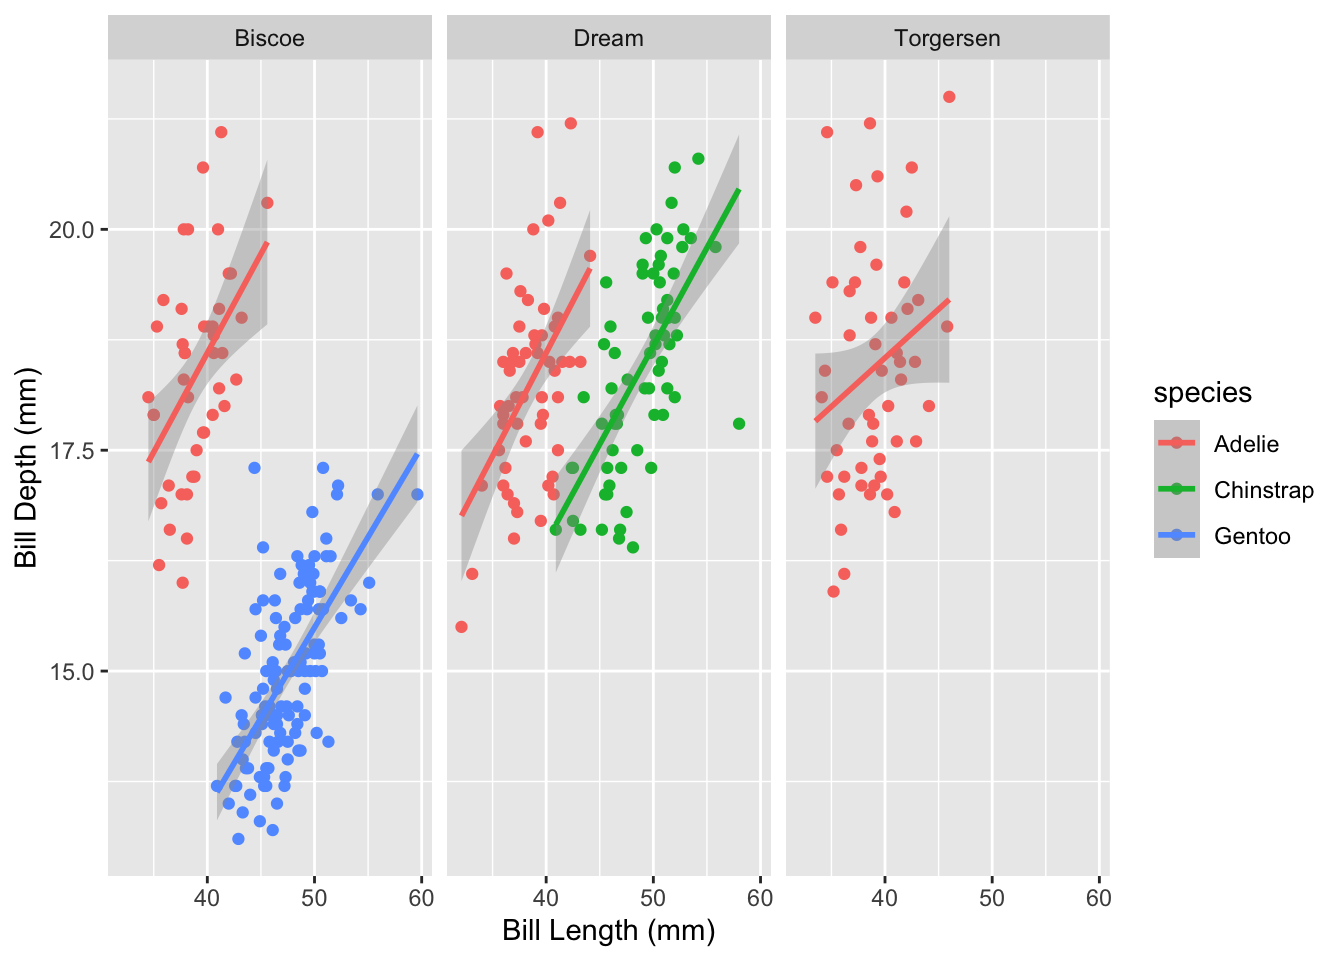 Biscoe
Dream
Torgersen
20.0
17.5
15.0
Bill Depth (mm)
40 50 60
40 50 60
40 50 60
Bill Length (mm)
species
Adelie
Chinstrap
Gentoo